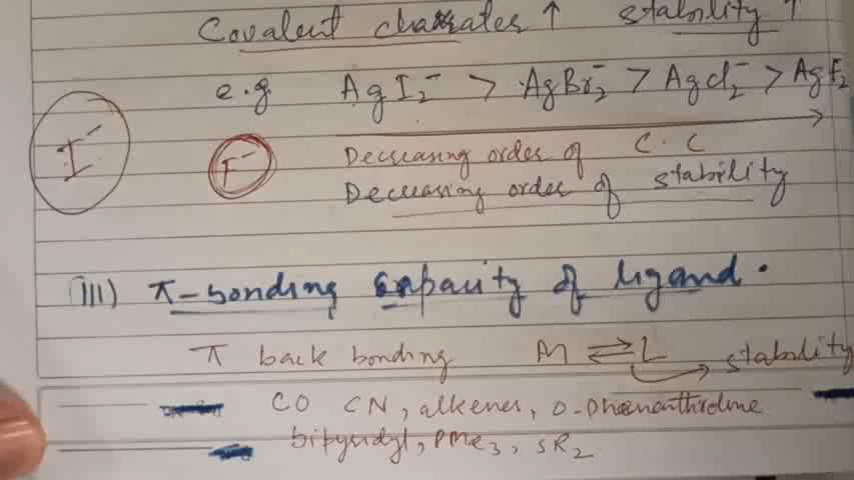 Covalent charates ↑ stability ↑
e.g AgI₂⁻ > AgBr₂⁻ > AgCl₂⁻ > AgF₂
I⁻ F⁻ Decreasing order of C.C
Decreasing order of stability
(III) π-bonding capacity of ligand.
π back bonding M ⇌ L → stability
CO CN, alkenes, O-phenanthroline
bipyridyl, PMe₃, SR₂